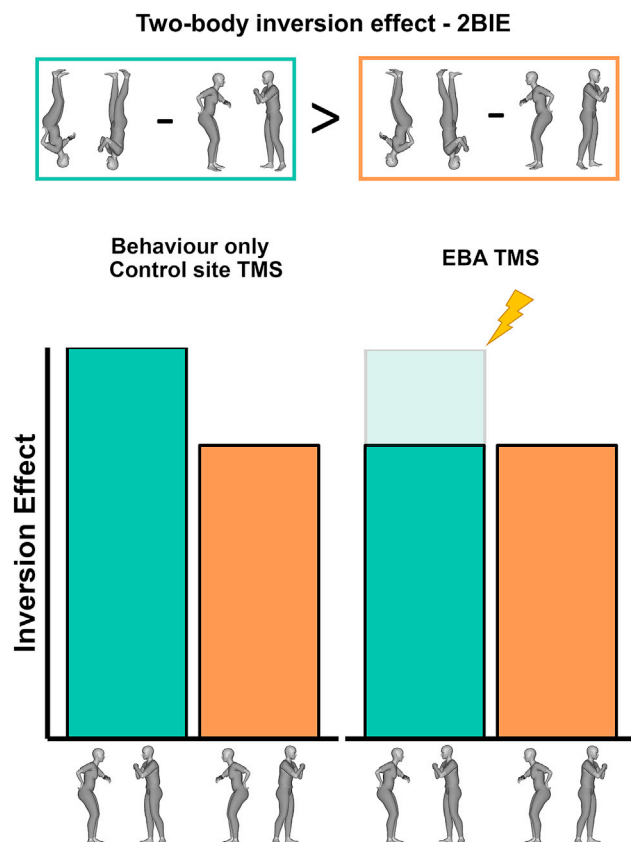 Two-body inversion effect - 2BIE
- > -
Behaviour only
Control site TMS
EBA TMS
Inversion Effect